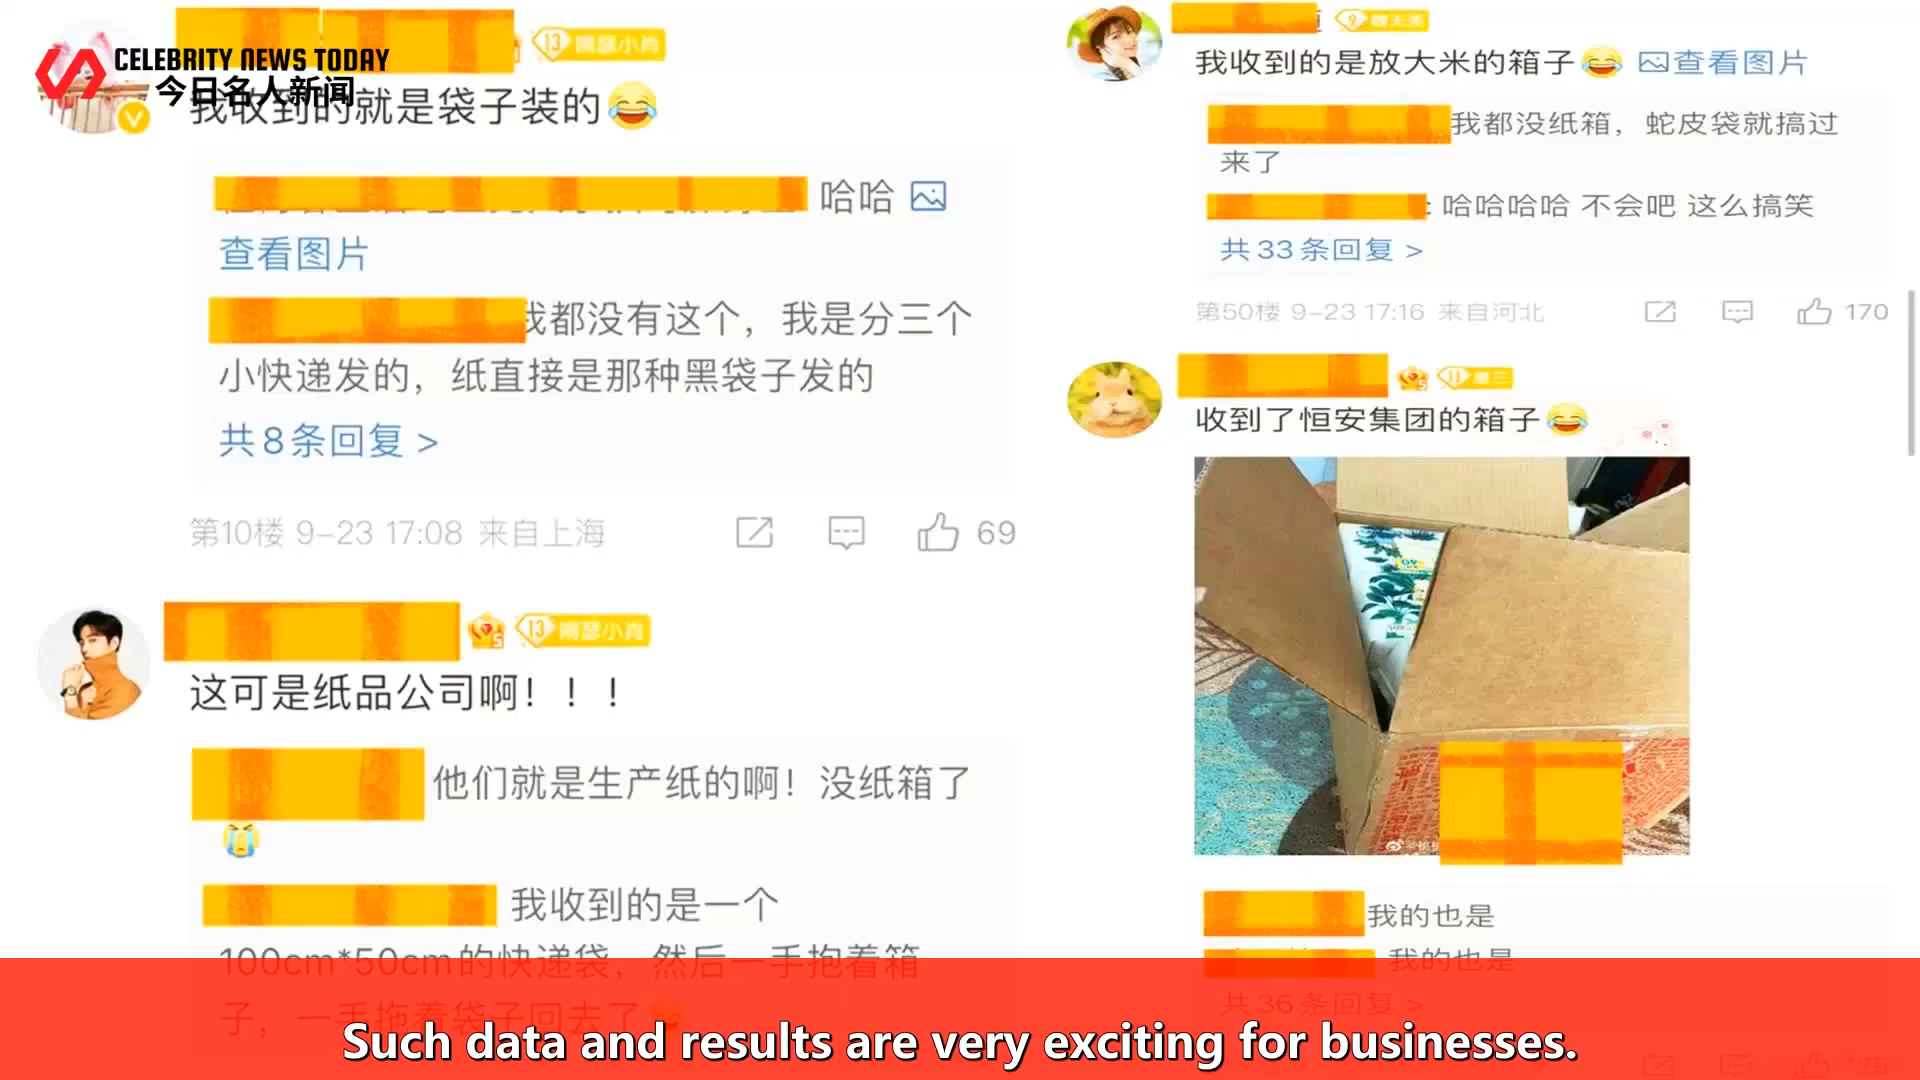 CELEBRITY NEWS TODAY
今日名人新闻
13
我收到的就是袋子装的
哈哈
查看图片
我都没有这个，我是分三个
小快递发的，纸直接是那种黑袋子发的
共8条回复 >
第10楼 9-23 17:08 来自上海
69
13
这可是纸品公司啊！！！
他们就是生产纸的啊！没纸箱了
我收到的是一个
100cm*50cm的快递袋，然后一手抱着箱
子，一手拖着袋子回去了
9
我收到的是放大米的箱子 查看图片
我都没纸箱，蛇皮袋就搞过
来了
: 哈哈哈哈 不会吧 这么搞笑
共33条回复 >
第50楼 9-23 17:16 来自河北
170
11
收到了恒安集团的箱子
我的也是
我的也是
共36条回复 >
Such data and results are very exciting for businesses.